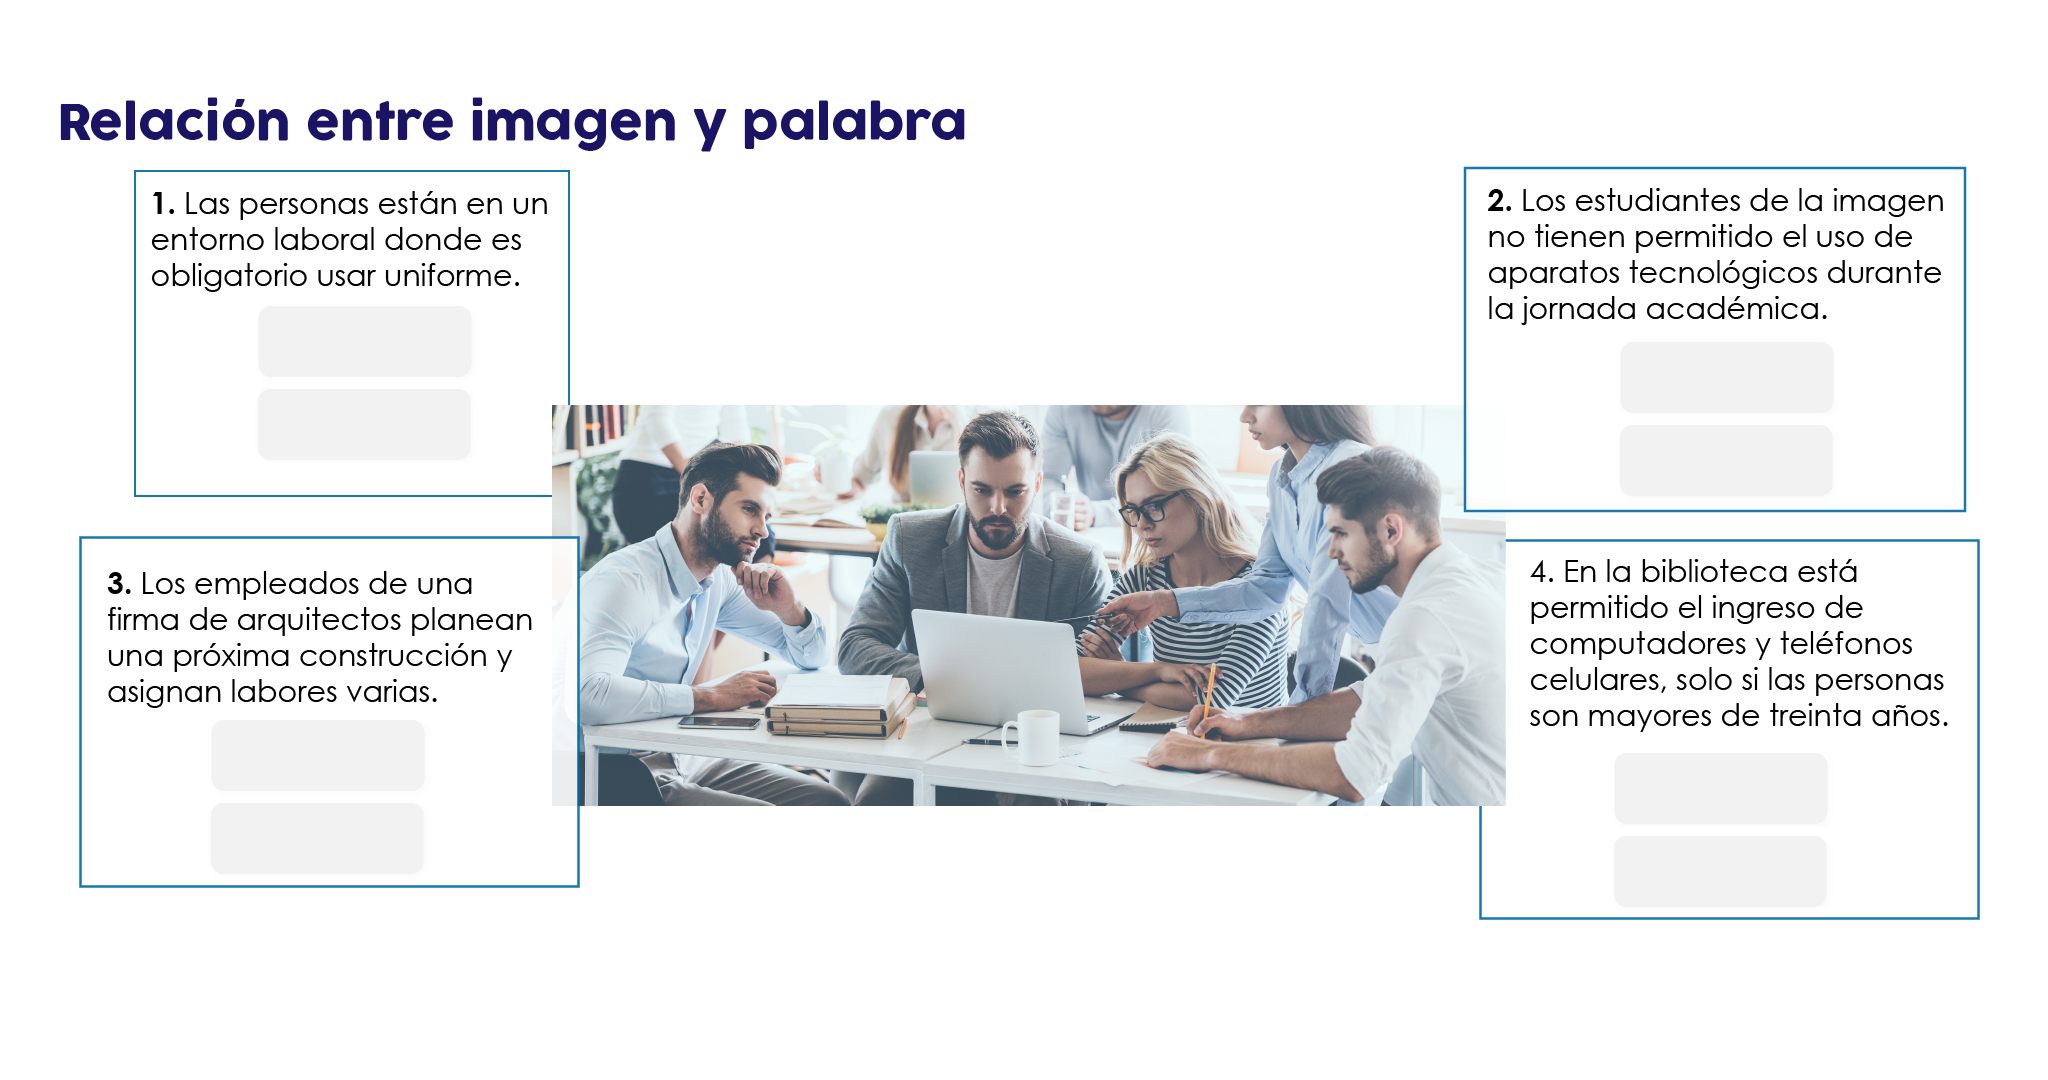 Relación entre imagen y palabra
1. Las personas están en un
entorno laboral donde es
obligatorio usar uniforme.
2. Los estudiantes de la imagen
no tienen permitido el uso de
aparatos tecnológicos durante
la jornada académica.
3. Los empleados de una
firma de arquitectos planean
una próxima construcción y
asignan labores varias.
4. En la biblioteca está
permitido el ingreso de
computadores y teléfonos
celulares, solo si las personas
son mayores de treinta años.